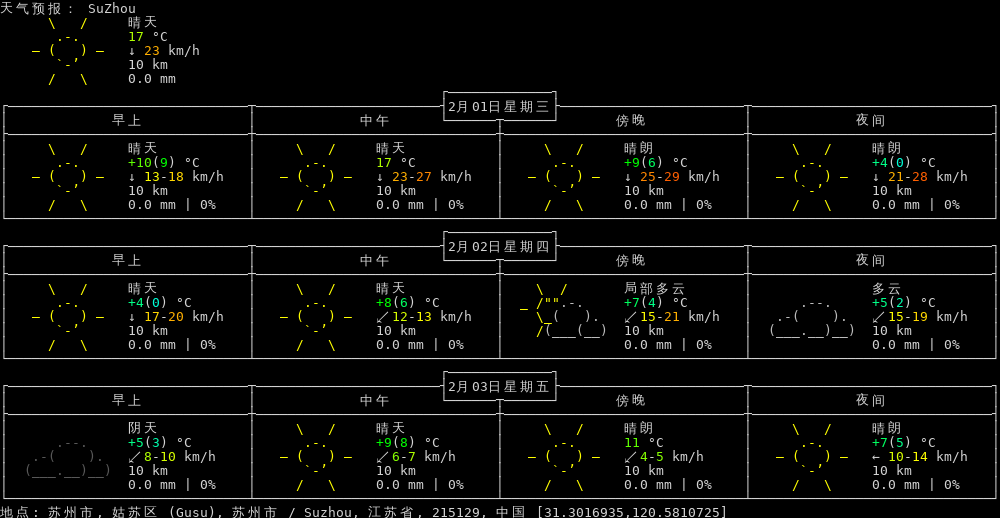 天气预报: SuZhou
晴天
17 °C
↓ 23 km/h
10 km
0.0 mm
2月01日星期三
早上 中午 傍晚 夜间
晴天 晴天 晴朗 晴朗
+10(9) °C 17 °C +9(6) °C +4(0) °C
↓ 13-18 km/h ↓ 23-27 km/h ↓ 25-29 km/h ↓ 21-28 km/h
10 km 10 km 10 km 10 km
0.0 mm | 0% 0.0 mm | 0% 0.0 mm | 0% 0.0 mm | 0%
2月02日星期四
早上 中午 傍晚 夜间
晴天 晴天 局部多云 多云
+4(0) °C +8(6) °C +7(4) °C +5(2) °C
↓ 17-20 km/h ↙ 12-13 km/h ↙ 15-21 km/h ↙ 15-19 km/h
10 km 10 km 10 km 10 km
0.0 mm | 0% 0.0 mm | 0% 0.0 mm | 0% 0.0 mm | 0%
2月03日星期五
早上 中午 傍晚 夜间
阴天 晴天 晴朗 晴朗
+5(3) °C +9(8) °C 11 °C +7(5) °C
↙ 8-10 km/h ↙ 6-7 km/h ↙ 4-5 km/h ← 10-14 km/h
10 km 10 km 10 km 10 km
0.0 mm | 0% 0.0 mm | 0% 0.0 mm | 0% 0.0 mm | 0%
地点: 苏州市, 姑苏区 (Gusu), 苏州市 / Suzhou, 江苏省, 215129, 中国 [31.3016935,120.5810725]